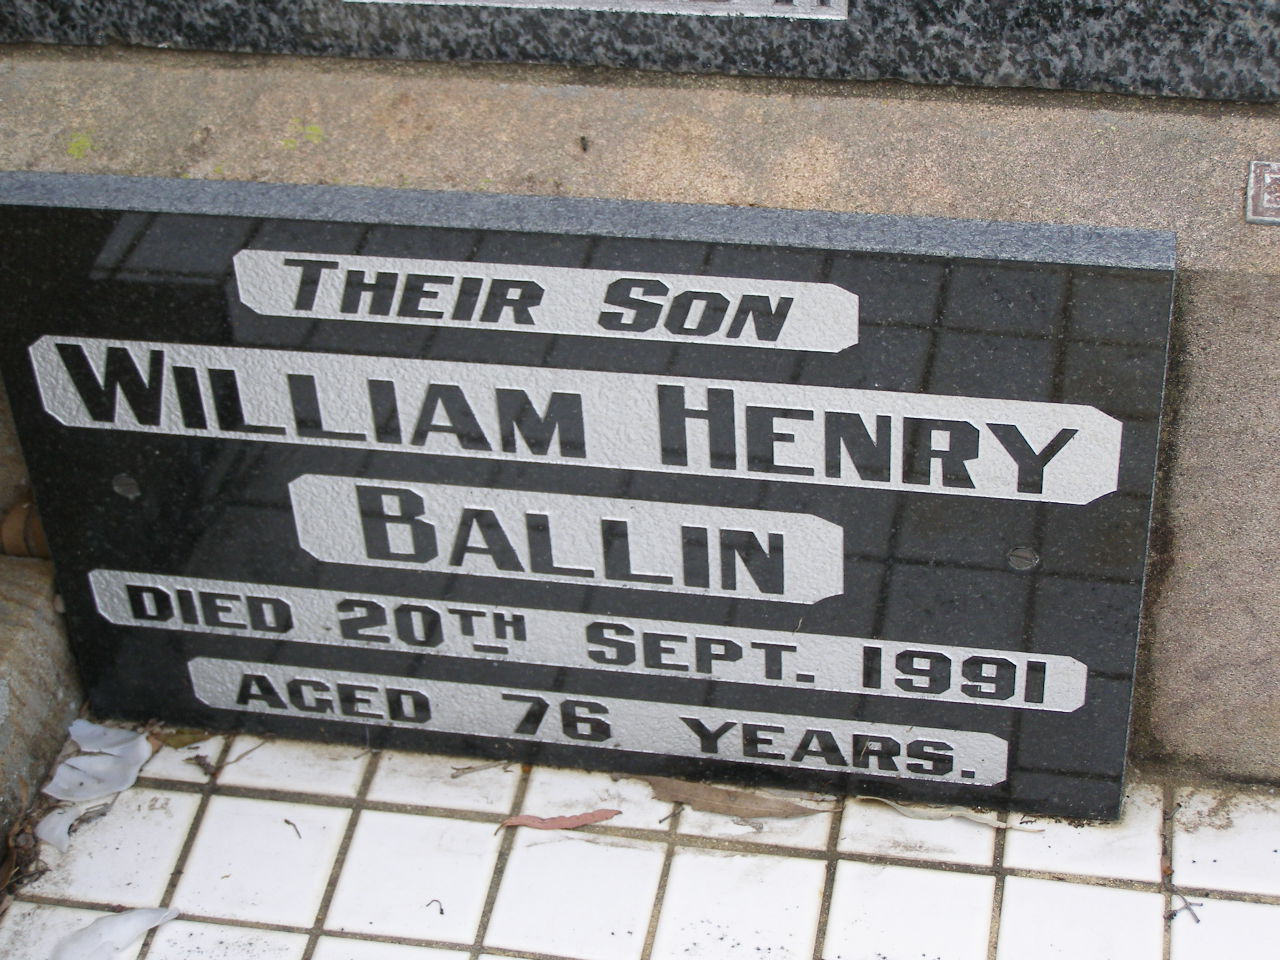 THEIR SON
WILLIAM HENRY
BALLIN
DIED 20TH SEPT. 1991
AGED 76 YEARS.